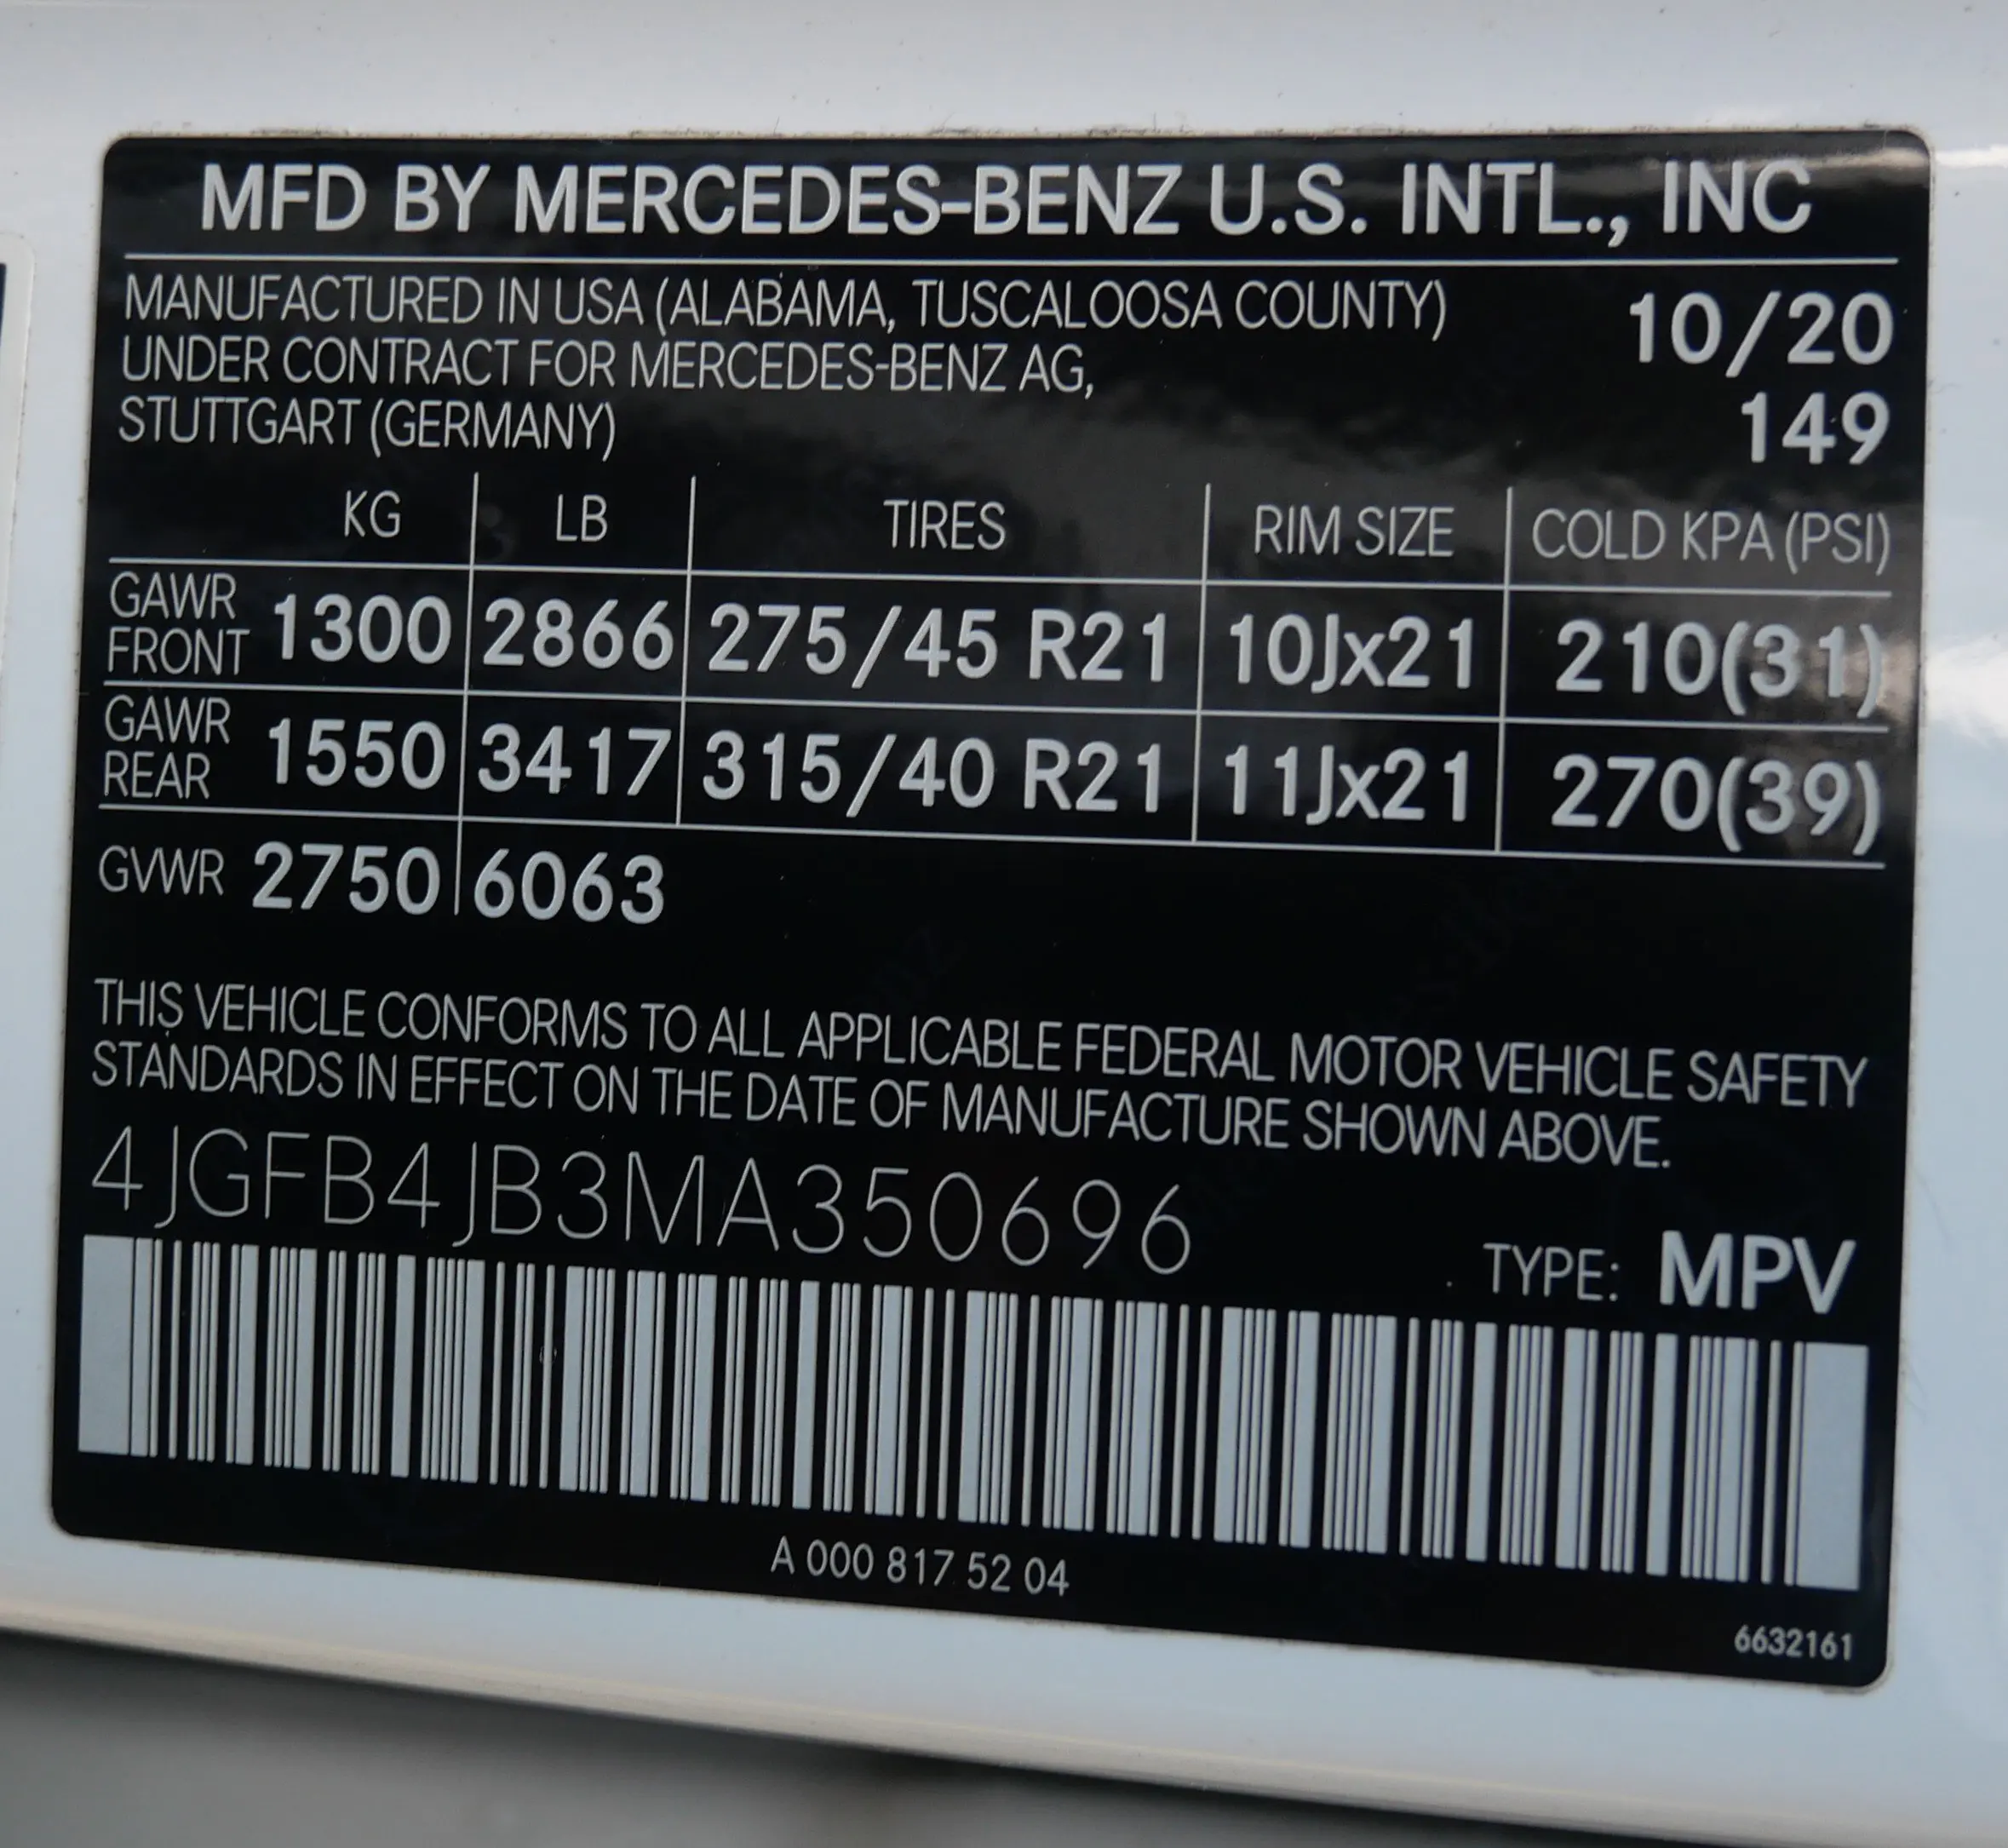 MFD BY MERCEDES-BENZ U.S. INTL., INC
MANUFACTURED IN USA (ALABAMA, TUSCALOOSA COUNTY) 10/20
UNDER CONTRACT FOR MERCEDES-BENZ AG,
STUTTGART (GERMANY) 149
KG LB TIRES RIM SIZE COLD KPA (PSI)
GAWR FRONT 1300 2866 275/45 R21 10Jx21 210(31)
GAWR REAR 1550 3417 315/40 R21 11Jx21 270(39)
GVWR 2750 6063
THIS VEHICLE CONFORMS TO ALL APPLICABLE FEDERAL MOTOR VEHICLE SAFETY
STANDARDS IN EFFECT ON THE DATE OF MANUFACTURE SHOWN ABOVE.
4JGFB4JB3MA350696
TYPE: MPV
A 000 817 52 04
6632161